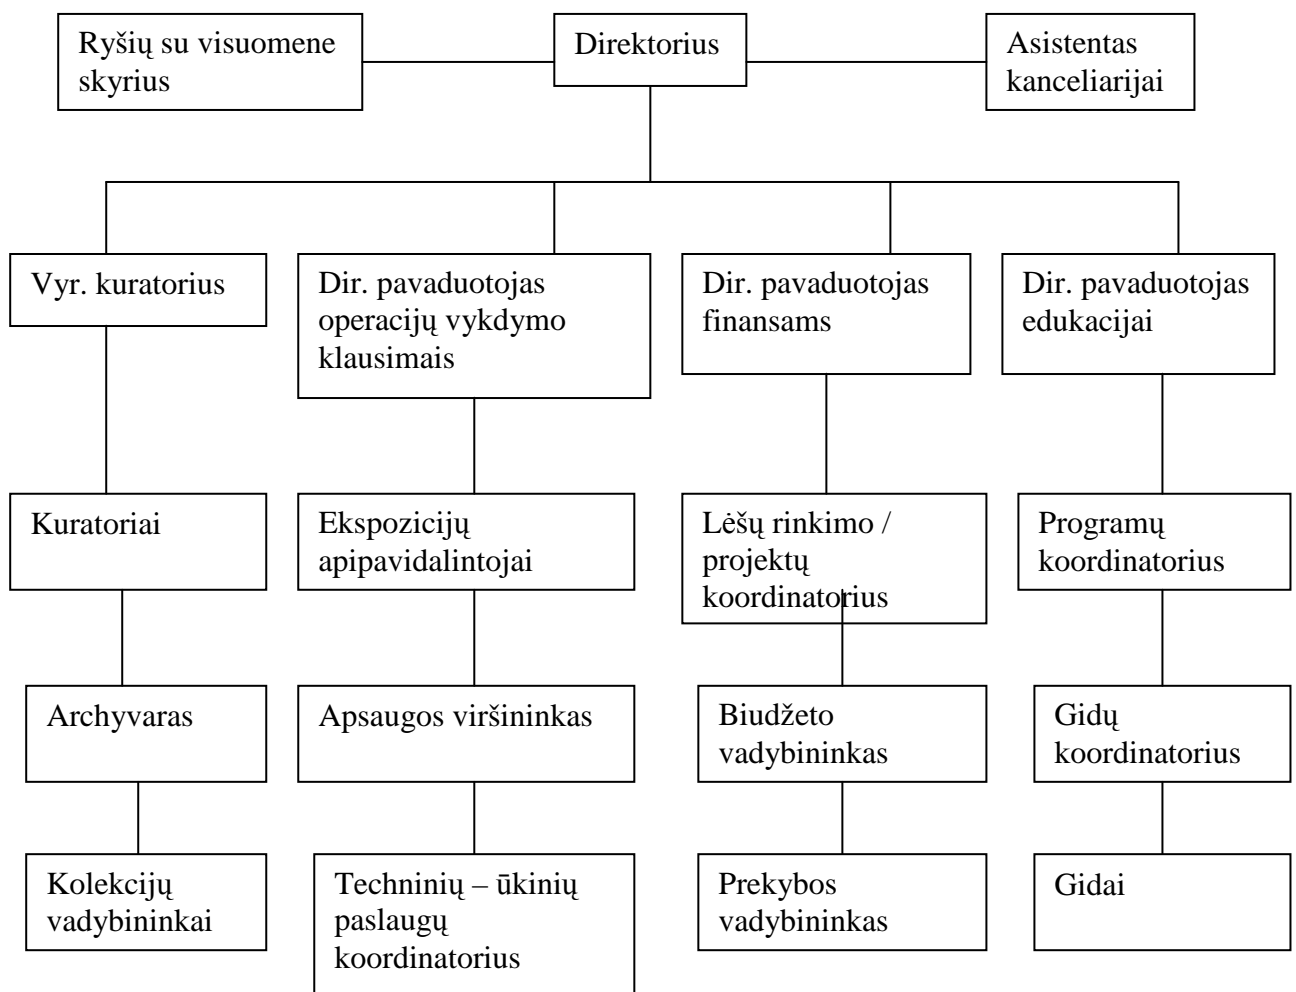 Ryšių su visuomene
skyrius
Direktorius
Asistentas
kanceliarijai
Vyr. kuratorius
Dir. pavaduotojas
operacijų vykdymo
klausimais
Dir. pavaduotojas
finansams
Dir. pavaduotojas
edukacijai
Kuratoriai
Ekspozicijų
apipavidalintojai
Lėšų rinkimo /
projektų
koordinatorius
Programų
koordinatorius
Archyvaras
Apsaugos viršininkas
Biudžeto
vadybininkas
Gidų
koordinatorius
Kolekcijų
vadybininkai
Techninių – ūkinių
paslaugų
koordinatorius
Prekybos
vadybininkas
Gidai